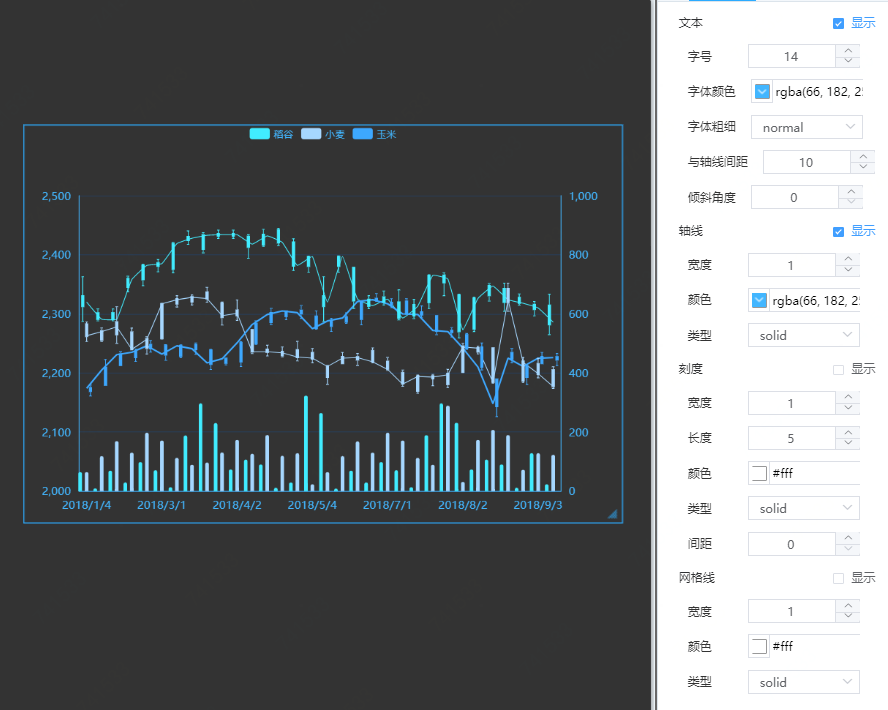 稻谷 小麦 玉米
2,500 1,000
2,400 800
2,300 600
2,200 400
2,100 200
2,000 0
2018/1/4 2018/3/1 2018/4/2 2018/5/4 2018/7/1 2018/8/2 2018/9/3
文本 显示
字号 14
字体颜色 rgba(66, 182, 2
字体粗细 normal
与轴线间距 10
倾斜角度 0
轴线 显示
宽度 1
颜色 rgba(66, 182, 2
类型 solid
刻度 显示
宽度 1
长度 5
颜色 #fff
类型 solid
间距 0
网格线 显示
宽度 1
颜色 #fff
类型 solid